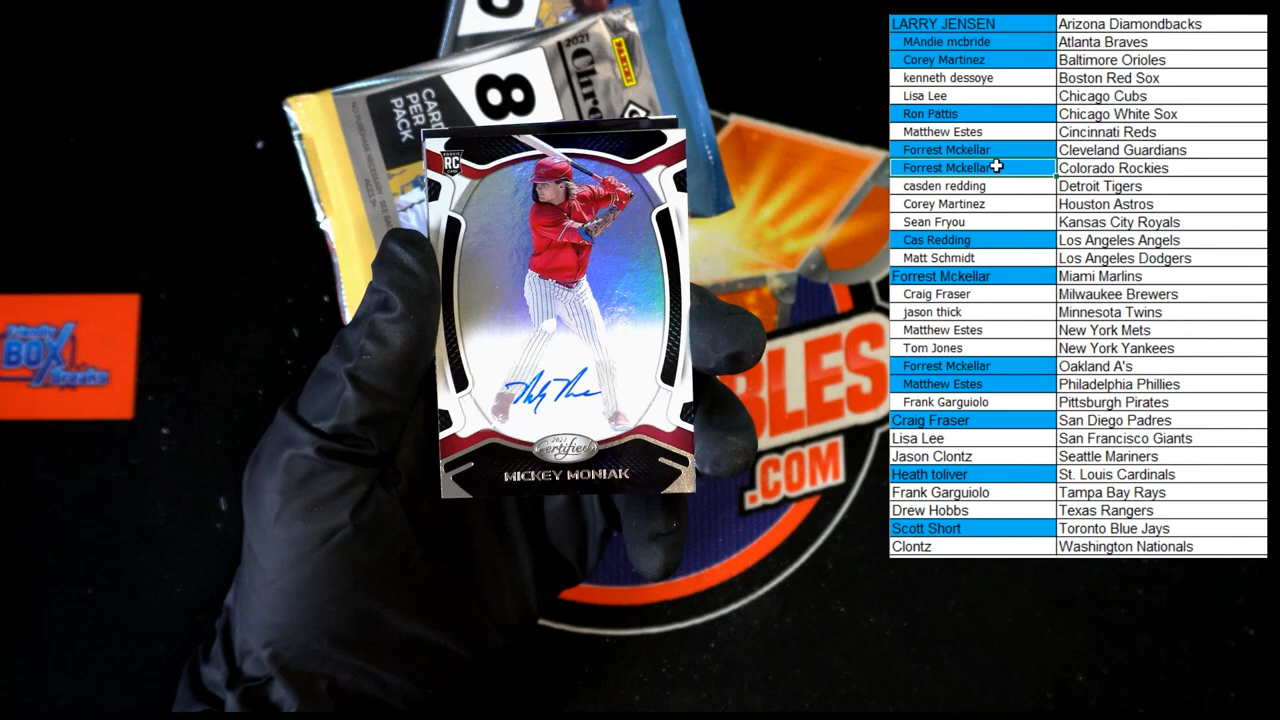 8
2021
Chro
PANINI
CARD
PER
PACK
ROOKIE
RC
CARD
2021
Certified
MICKEY MONIAK
Family
BOX
Breaks
BLES
.COM
LARRY JENSEN Arizona Diamondbacks
MAndie mcbride Atlanta Braves
Corey Martinez Baltimore Orioles
kenneth dessoye Boston Red Sox
Lisa Lee Chicago Cubs
Ron Pattis Chicago White Sox
Matthew Estes Cincinnati Reds
Forrest Mckellar Cleveland Guardians
Forrest Mckellar Colorado Rockies
casden redding Detroit Tigers
Corey Martinez Houston Astros
Sean Fryou Kansas City Royals
Cas Redding Los Angeles Angels
Matt Schmidt Los Angeles Dodgers
Forrest Mckellar Miami Marlins
Craig Fraser Milwaukee Brewers
jason thick Minnesota Twins
Matthew Estes New York Mets
Tom Jones New York Yankees
Forrest Mckellar Oakland A's
Matthew Estes Philadelphia Phillies
Frank Garguiolo Pittsburgh Pirates
Craig Fraser San Diego Padres
Lisa Lee San Francisco Giants
Jason Clontz Seattle Mariners
Heath toliver St. Louis Cardinals
Frank Garguiolo Tampa Bay Rays
Drew Hobbs Texas Rangers
Scott Short Toronto Blue Jays
Clontz Washington Nationals